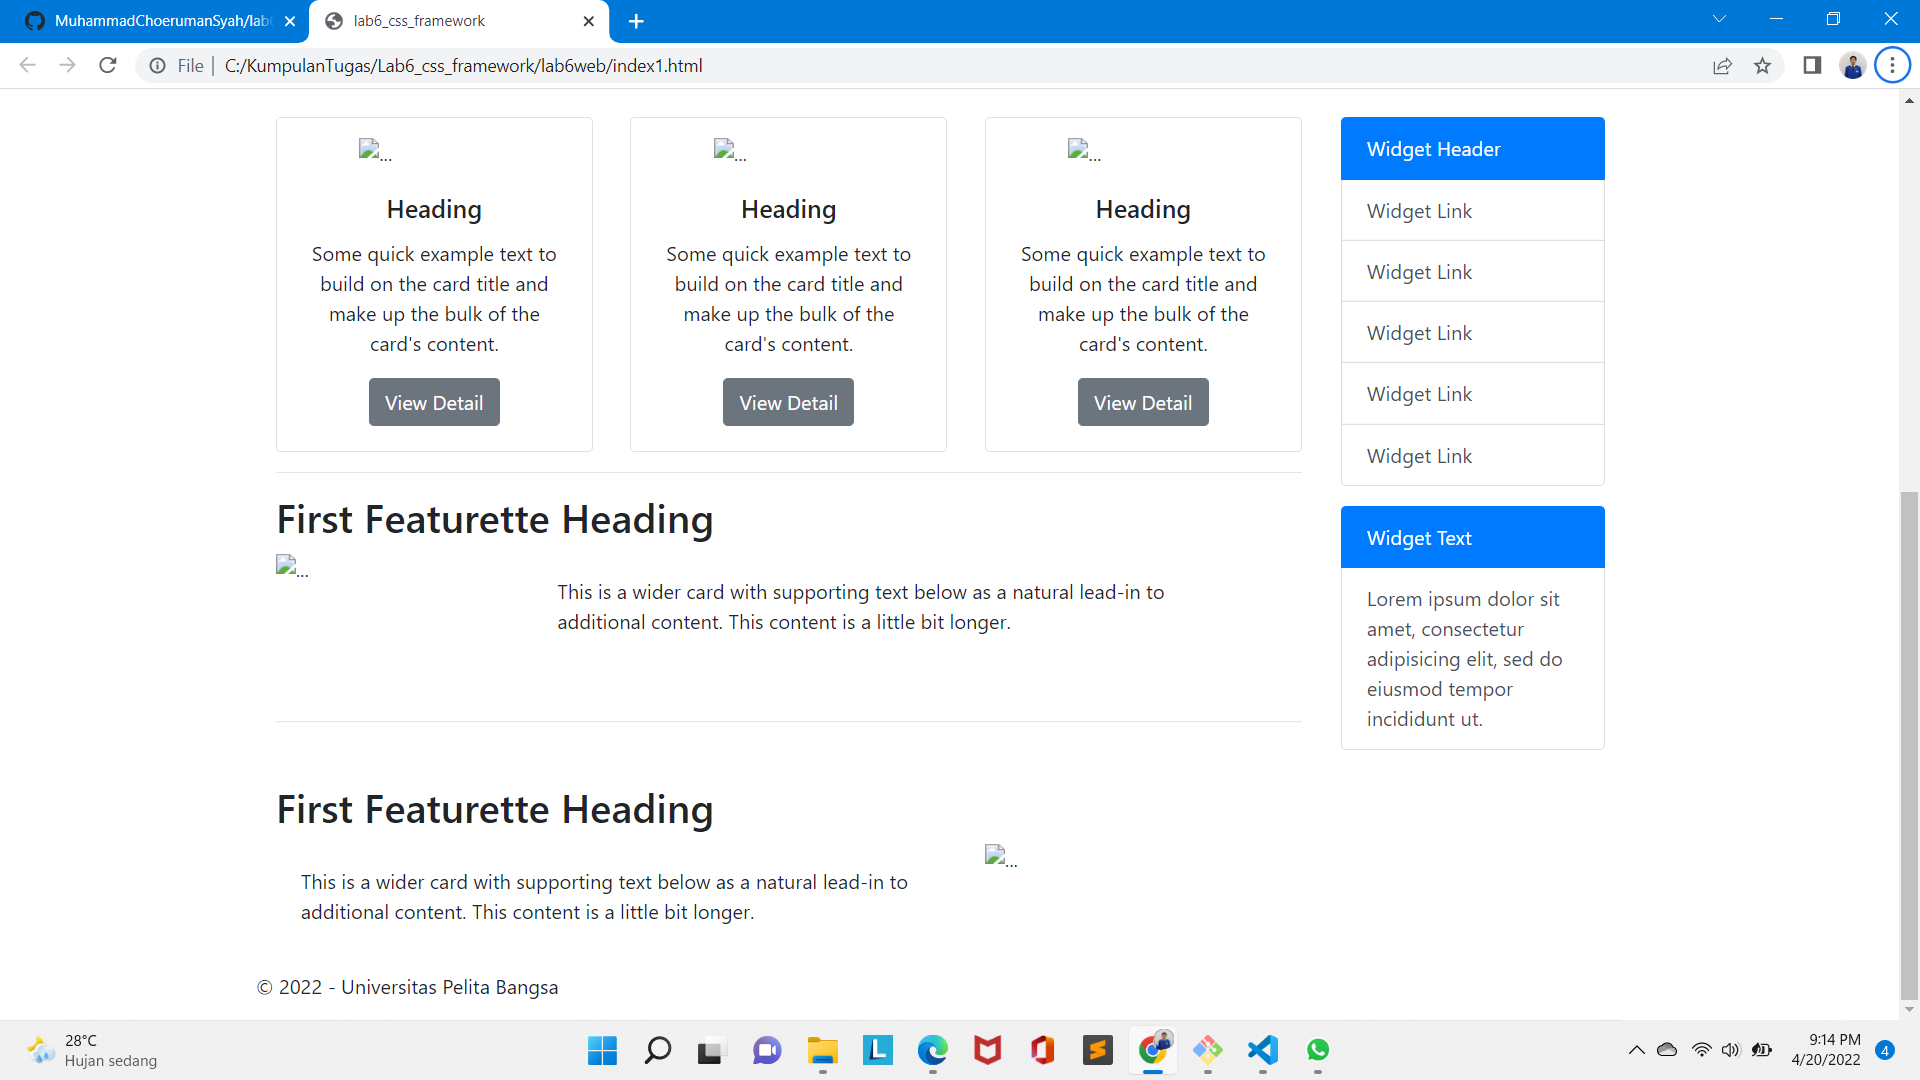 MuhammadChoerumanSyah/lab6
lab6_css_framework
File | C:/KumpulanTugas/Lab6_css_framework/lab6web/index1.html
...
Heading
Some quick example text to
build on the card title and
make up the bulk of the
card's content.
View Detail
...
Heading
Some quick example text to
build on the card title and
make up the bulk of the
card's content.
View Detail
...
Heading
Some quick example text to
build on the card title and
make up the bulk of the
card's content.
View Detail
Widget Header
Widget Link
Widget Link
Widget Link
Widget Link
Widget Link
First Featurette Heading
...
This is a wider card with supporting text below as a natural lead-in to
additional content. This content is a little bit longer.
Widget Text
Lorem ipsum dolor sit
amet, consectetur
adipisicing elit, sed do
eiusmod tempor
incididunt ut.
First Featurette Heading
This is a wider card with supporting text below as a natural lead-in to
additional content. This content is a little bit longer.
...
© 2022 - Universitas Pelita Bangsa
28°C
Hujan sedang
L
9:14 PM
4/20/2022
4